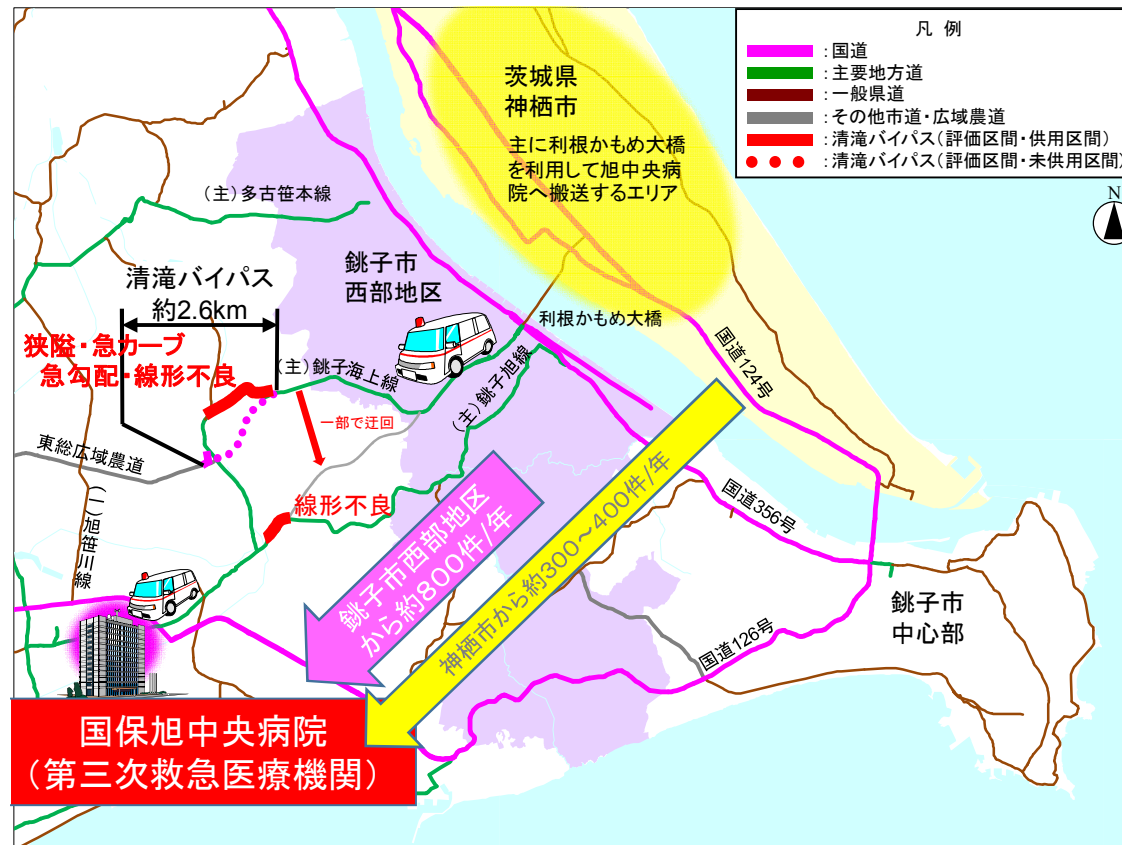 凡 例
：国道
：主要地方道
：一般県道
：その他市道・広域農道
：清滝バイパス（評価区間・供用区間）
：清滝バイパス（評価区間・未供用区間）
N
茨城県
神栖市
主に利根かもめ大橋
を利用して旭中央病
院へ搬送するエリア
（主）多古笹本線
清滝バイパス
約2.6km
銚子市
西部地区
狭隘・急カーブ
急勾配・線形不良
（主）銚子海上線
利根かもめ大橋
国道124号
（主）銚子旭線
一部で迂回
東総広域農道
線形不良
（一）旭笹川線
銚子市西部地区
から約800件/年
神栖市から約300～400件/年
国道356号
銚子市
中心部
国道126号
国保旭中央病院
（第三次救急医療機関）